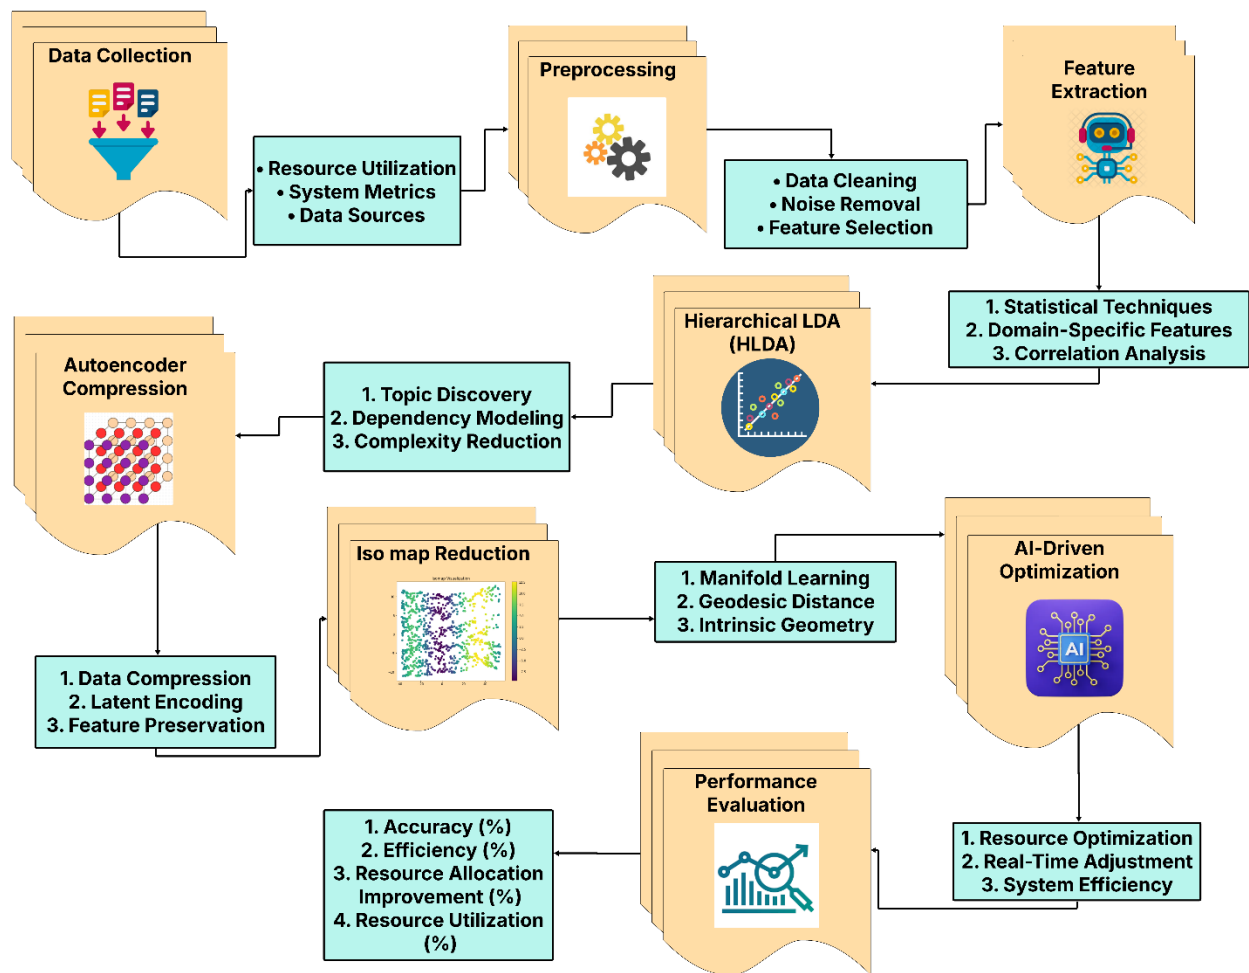 Data Collection
• Resource Utilization
• System Metrics
• Data Sources
Preprocessing
• Data Cleaning
• Noise Removal
• Feature Selection
Feature
Extraction
1. Statistical Techniques
2. Domain-Specific Features
3. Correlation Analysis
Hierarchical LDA
(HLDA)
1. Topic Discovery
2. Dependency Modeling
3. Complexity Reduction
Autoencoder
Compression
1. Data Compression
2. Latent Encoding
3. Feature Preservation
Iso map Reduction
Isomap Visualization
1. Manifold Learning
2. Geodesic Distance
3. Intrinsic Geometry
AI-Driven
Optimization
AI
1. Resource Optimization
2. Real-Time Adjustment
3. System Efficiency
Performance
Evaluation
1. Accuracy (%)
2. Efficiency (%)
3. Resource Allocation
Improvement (%)
4. Resource Utilization
(%)